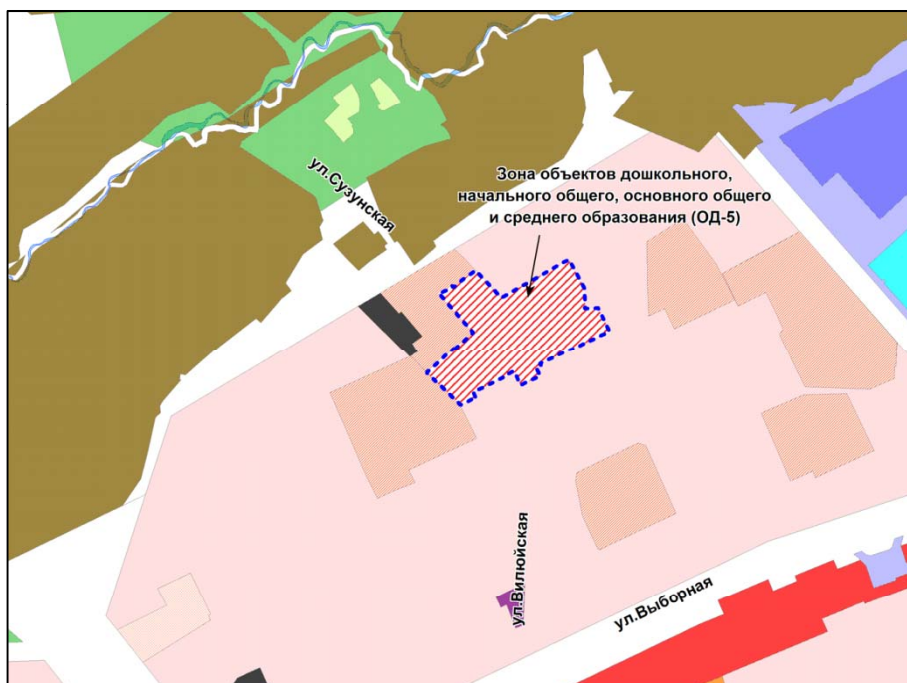 Зона объектов дошкольного,
начального общего, основного общего
и среднего образования (ОД-5)
ул.Сузунская
ул.Вилюйская
ул.Выборная